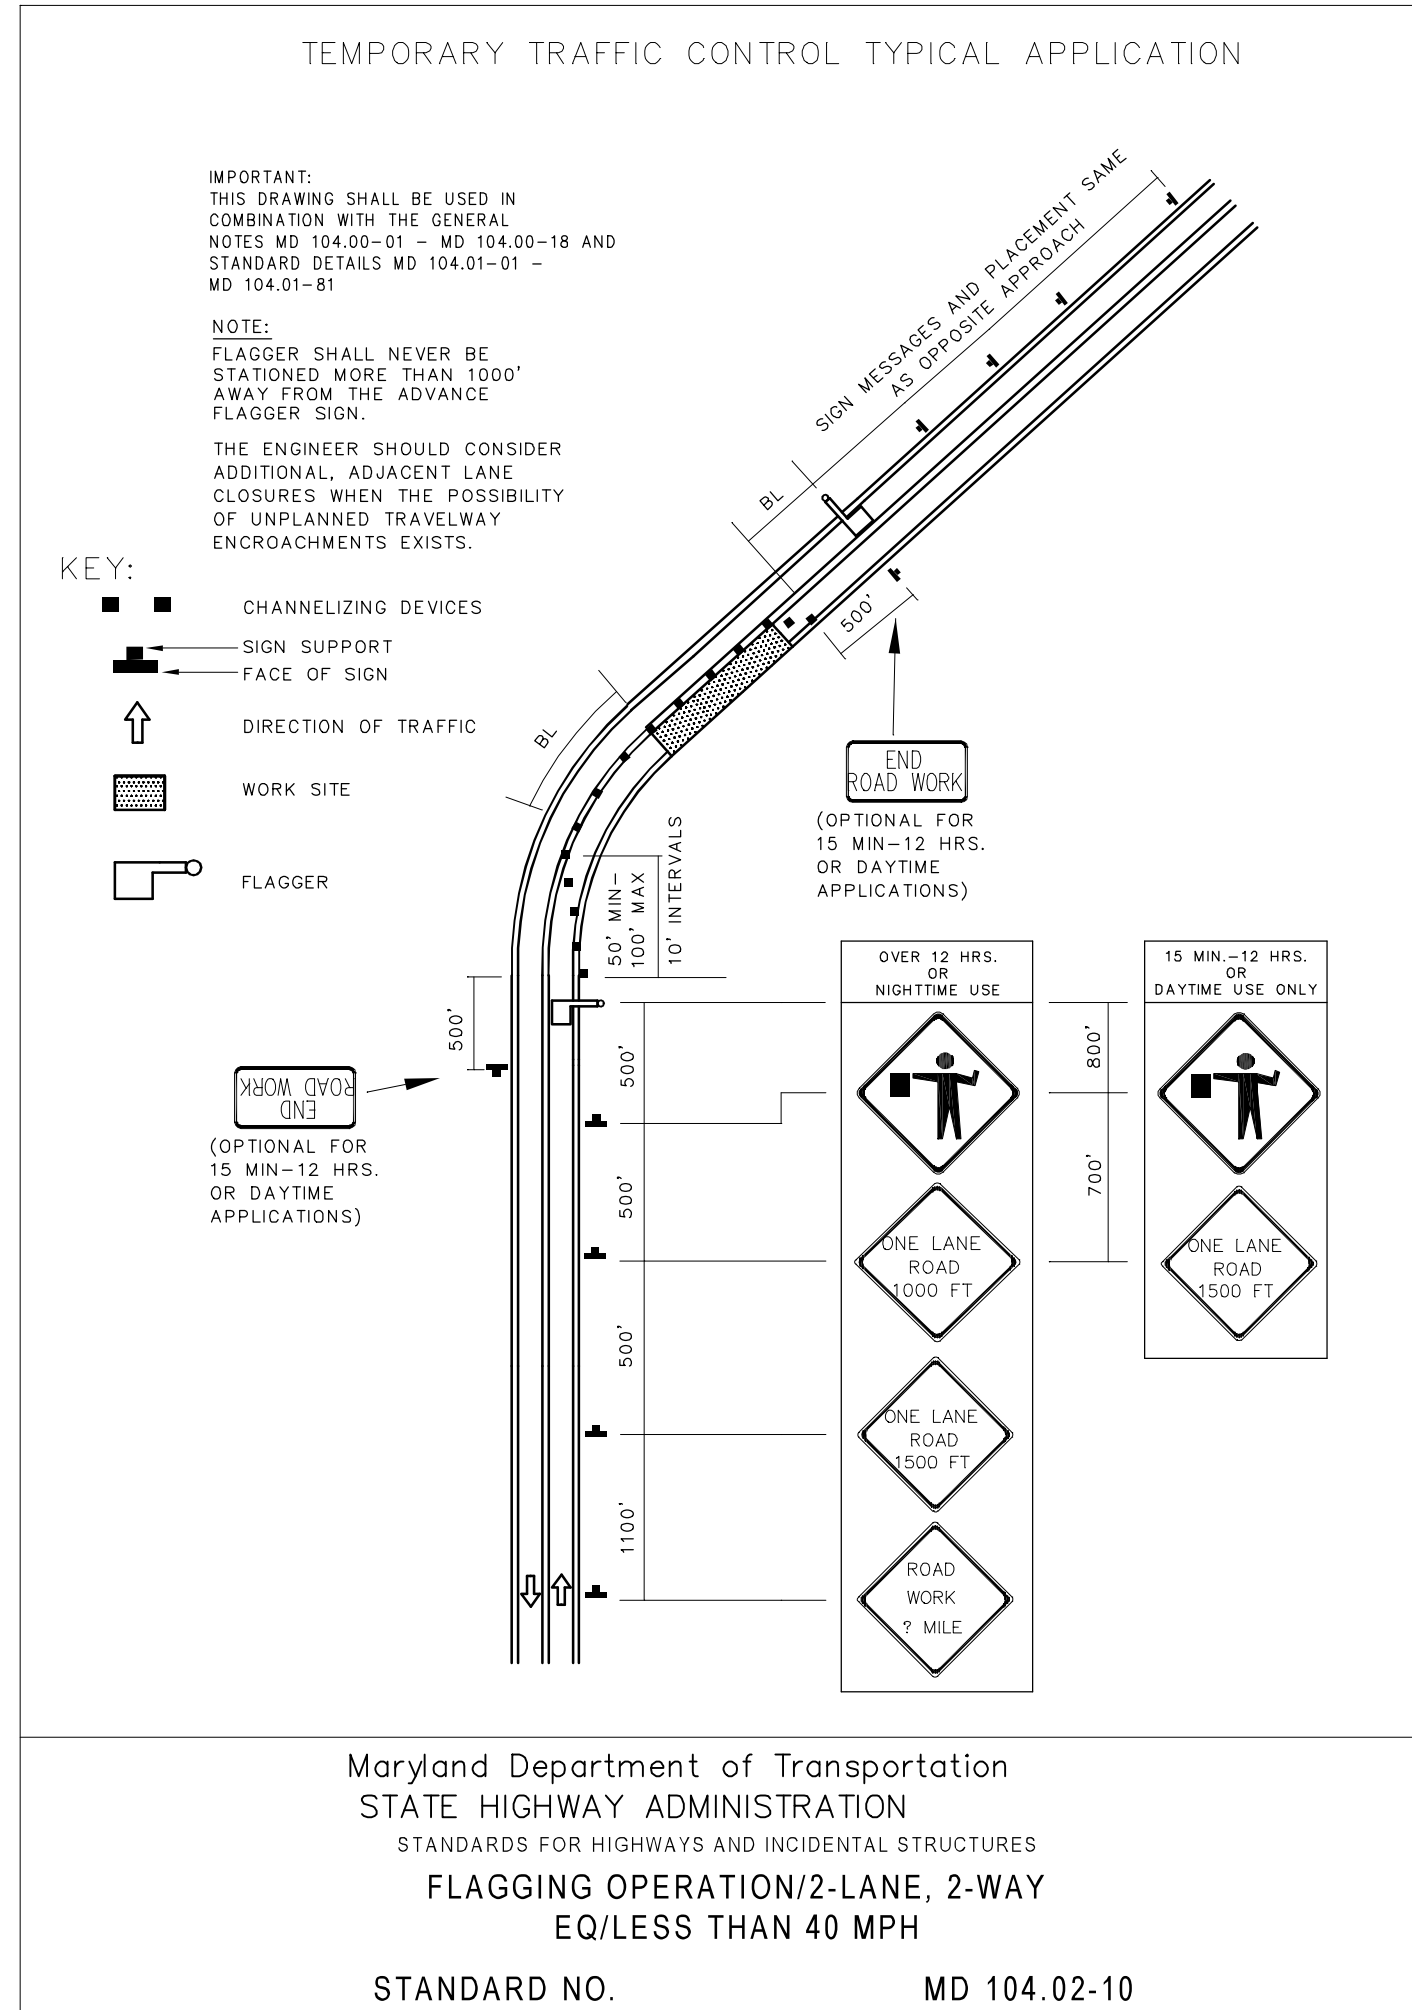 TEMPORARY TRAFFIC CONTROL TYPICAL APPLICATION
IMPORTANT:
THIS DRAWING SHALL BE USED IN
COMBINATION WITH THE GENERAL
NOTES MD 104.00-01 - MD 104.00-18 AND
STANDARD DETAILS MD 104.01-01 -
MD 104.01-81
NOTE:
FLAGGER SHALL NEVER BE
STATIONED MORE THAN 1000'
AWAY FROM THE ADVANCE
FLAGGER SIGN.
THE ENGINEER SHOULD CONSIDER
ADDITIONAL, ADJACENT LANE
CLOSURES WHEN THE POSSIBILITY
OF UNPLANNED TRAVELWAY
ENCROACHMENTS EXISTS.
KEY:
CHANNELIZING DEVICES
SIGN SUPPORT
FACE OF SIGN
DIRECTION OF TRAFFIC
WORK SITE
FLAGGER
SIGN MESSAGES AND PLACEMENT SAME
AS OPPOSITE APPROACH
BL
500'
BL
END
ROAD WORK
(OPTIONAL FOR
15 MIN-12 HRS.
OR DAYTIME
APPLICATIONS)
50' MIN-
100' MAX
10' INTERVALS
500'
END
ROAD WORK
(OPTIONAL FOR
15 MIN-12 HRS.
OR DAYTIME
APPLICATIONS)
500'
500'
500'
1100'
OVER 12 HRS.
OR
NIGHTTIME USE
ONE LANE
ROAD
1000 FT
ONE LANE
ROAD
1500 FT
ROAD
WORK
? MILE
800'
700'
15 MIN.-12 HRS.
OR
DAYTIME USE ONLY
ONE LANE
ROAD
1500 FT
Maryland Department of Transportation
STATE HIGHWAY ADMINISTRATION
STANDARDS FOR HIGHWAYS AND INCIDENTAL STRUCTURES
FLAGGING OPERATION/2-LANE, 2-WAY
EQ/LESS THAN 40 MPH
STANDARD NO. MD 104.02-10